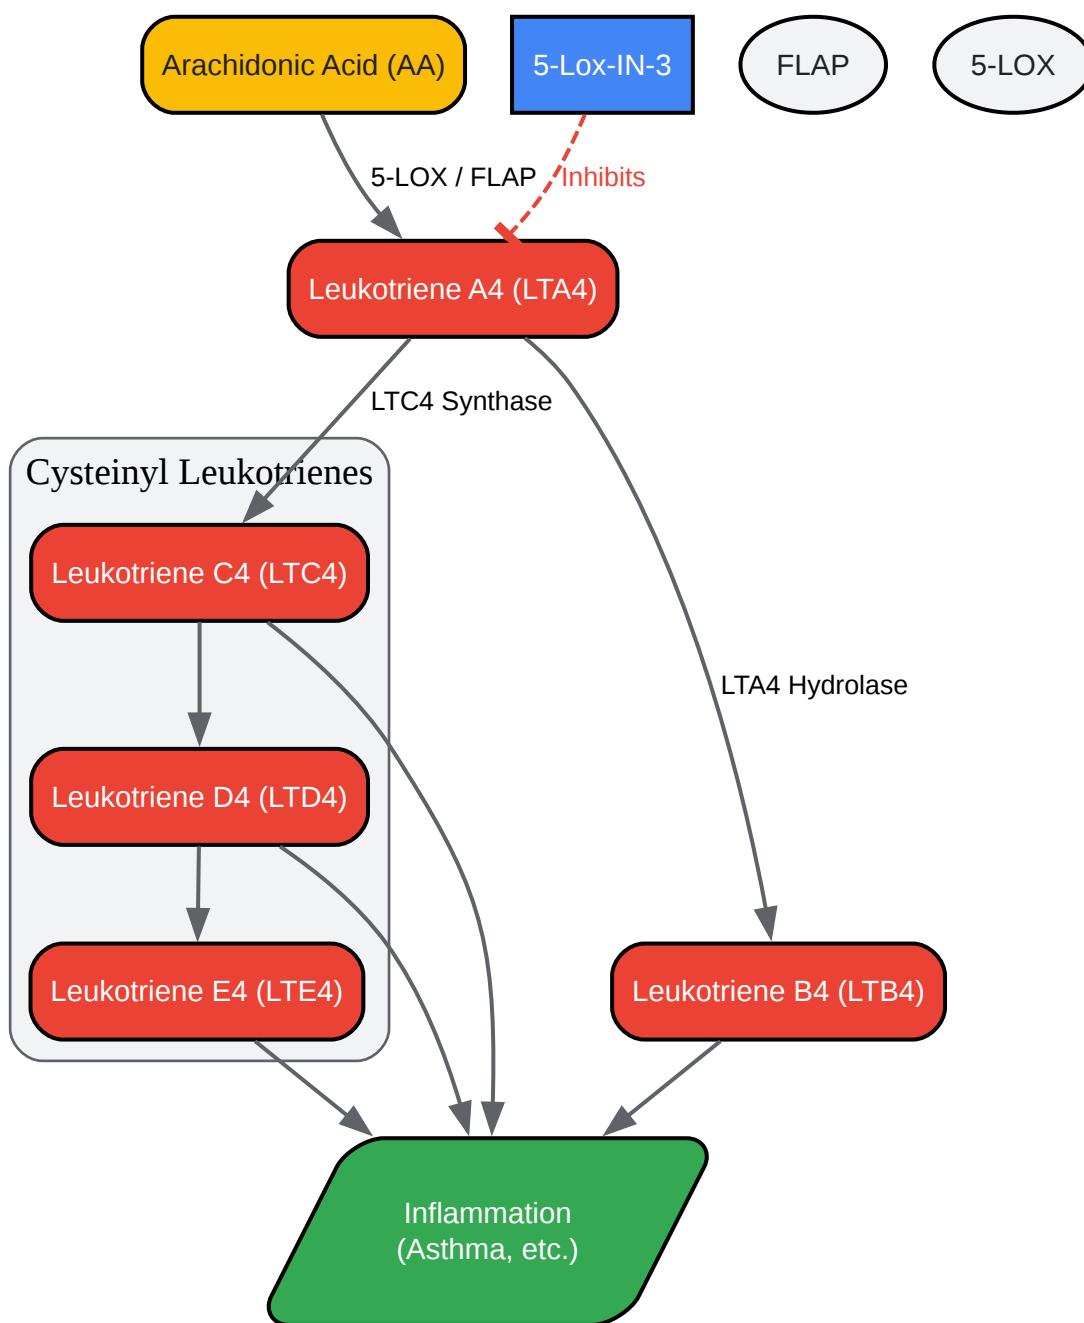 Arachidonic Acid (AA)
5-Lox-IN-3
FLAP
5-LOX
5-LOX / FLAP
Inhibits
Leukotriene A4 (LTA4)
LTC4 Synthase
Cysteinyl Leukotrienes
Leukotriene C4 (LTC4)
LTA4 Hydrolase
Leukotriene D4 (LTD4)
Leukotriene E4 (LTE4)
Leukotriene B4 (LTB4)
Inflammation
(Asthma, etc.)